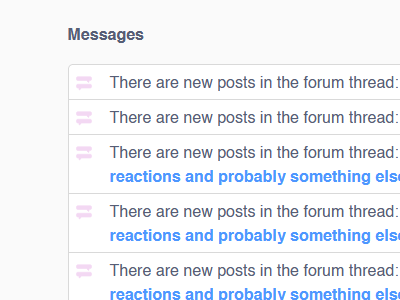 Messages
There are new posts in the forum thread:
There are new posts in the forum thread:
There are new posts in the forum thread:
reactions and probably something else
There are new posts in the forum thread:
reactions and probably something else
There are new posts in the forum thread:
reactions and probably something else